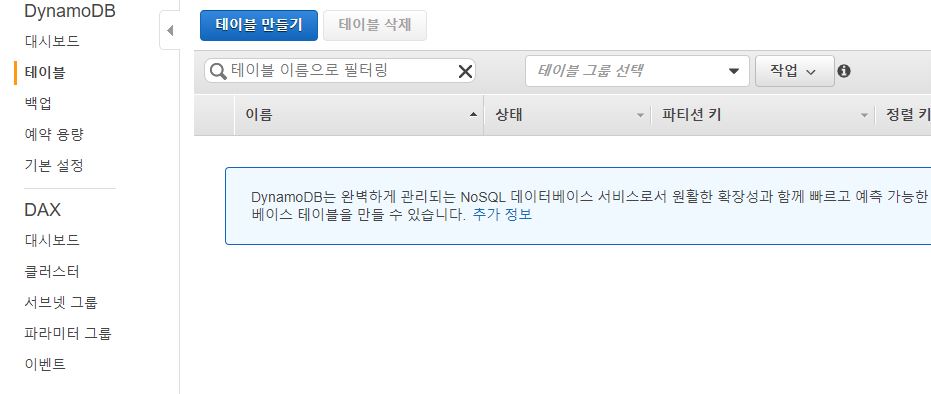 DynamoDB
대시보드
테이블
백업
예약 용량
기본 설정
DAX
대시보드
클러스터
서브넷 그룹
파라미터 그룹
이벤트
테이블 만들기 테이블 삭제
테이블 이름으로 필터링 테이블 그룹 선택 작업
이름 상태 파티션 키 정렬 키
DynamoDB는 완벽하게 관리되는 NoSQL 데이터베이스 서비스로서 원활한 확장성과 함께 빠르고 예측 가능한
베이스 테이블을 만들 수 있습니다. 추가 정보